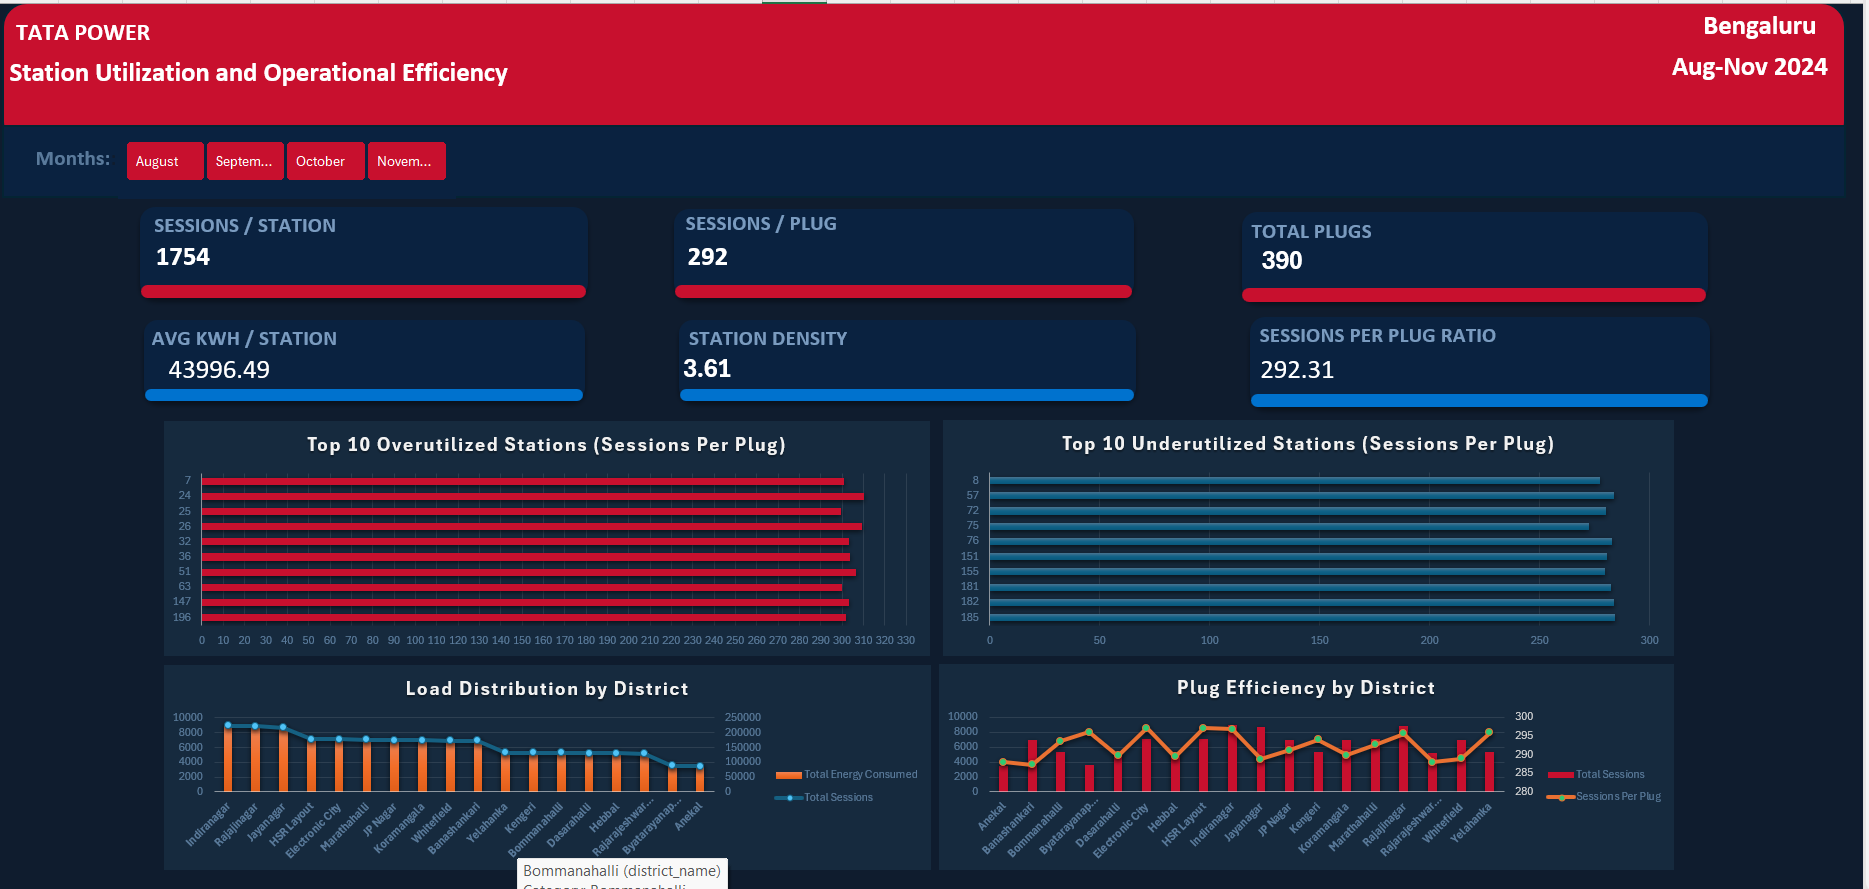 TATA POWER
Station Utilization and Operational Efficiency
Bengaluru
Aug-Nov 2024
Months:
August
Septem...
October
Novem...
SESSIONS / STATION
1754
SESSIONS / PLUG
292
TOTAL PLUGS
390
AVG KWH / STATION
43996.49
STATION DENSITY
3.61
SESSIONS PER PLUG RATIO
292.31
Top 10 Overutilized Stations (Sessions Per Plug)
7
24
25
26
32
36
51
63
147
196
0 10 20 30 40 50 60 70 80 90 100 110 120 130 140 150 160 170 180 190 200 210 220 230 240 250 260 270 280 290 300 310 320 330
Top 10 Underutilized Stations (Sessions Per Plug)
8
57
72
75
76
151
155
181
182
185
0 50 100 150 200 250 300
Load Distribution by District
10000
8000
6000
4000
2000
0
250000
200000
150000
100000
50000
0
Indiranagar
Rajajinagar
Jayanagar
HSR Layout
Electronic City
Marathahalli
JP Nagar
Koramangala
Whitefield
Banashankari
Yelahanka
Kengeri
Bommanahalli
Dasarahalli
Hebbal
Rajarajeshwar...
Byatarayanap...
Anekal
Total Energy Consumed
Total Sessions
Bommanahalli (district_name)
Plug Efficiency by District
10000
8000
6000
4000
2000
0
300
295
290
285
280
Anekal
Banashankari
Bommanahalli
Byatarayanap...
Dasarahalli
Electronic City
Hebbal
HSR Layout
Indiranagar
Jayanagar
JP Nagar
Kengeri
Koramangala
Marathahalli
Rajajinagar
Rajarajeshwar...
Whitefield
Yelahanka
Total Sessions
Sessions Per Plug